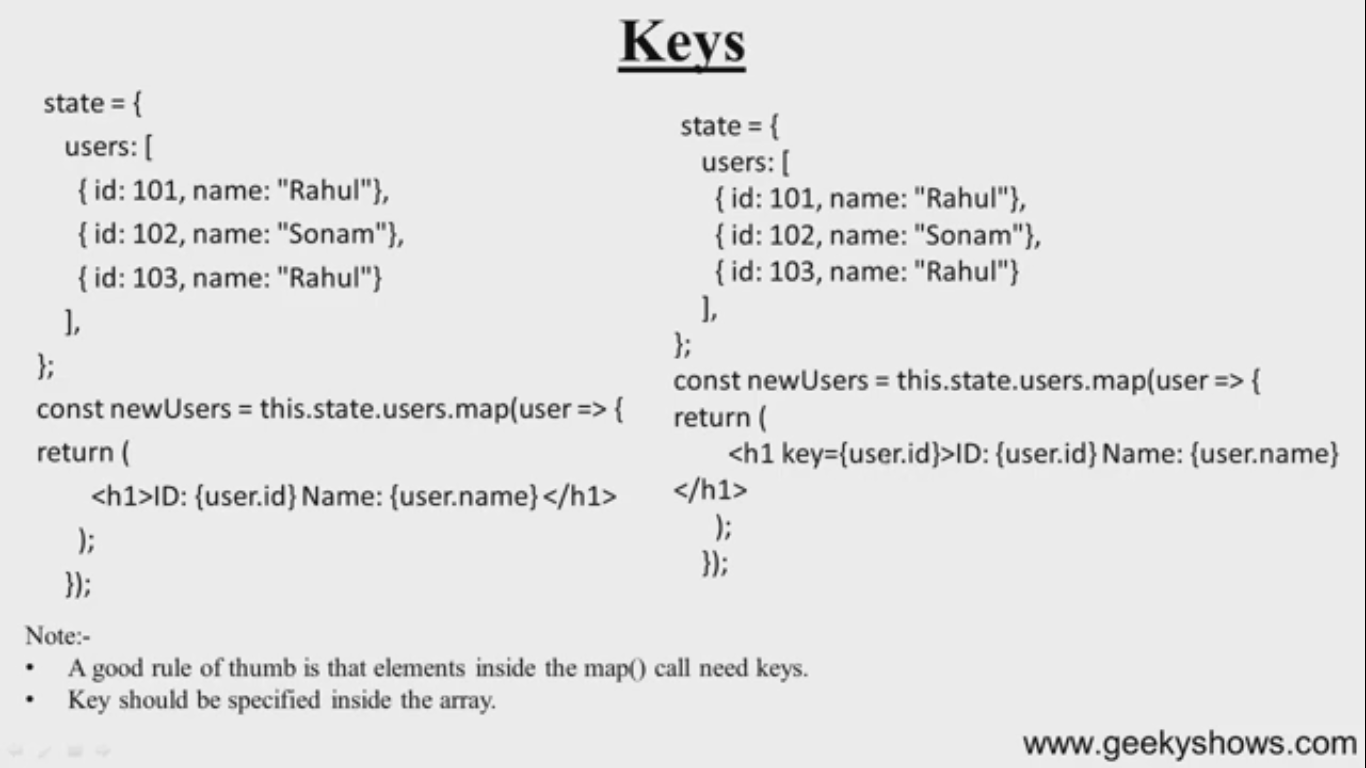 Keys
state = {
users: [
{ id: 101, name: "Rahul"},
{ id: 102, name: "Sonam"},
{ id: 103, name: "Rahul"}
],
};
const newUsers = this.state.users.map(user => {
return (
<h1>ID: {user.id} Name: {user.name} </h1>
);
});
state = {
users: [
{ id: 101, name: "Rahul"},
{ id: 102, name: "Sonam"},
{ id: 103, name: "Rahul"}
],
};
const newUsers = this.state.users.map(user => {
return (
<h1 key={user.id}>ID: {user.id} Name: {user.name}
</h1>
);
});
Note:-
• A good rule of thumb is that elements inside the map() call need keys.
• Key should be specified inside the array.
www.geekyshows.com